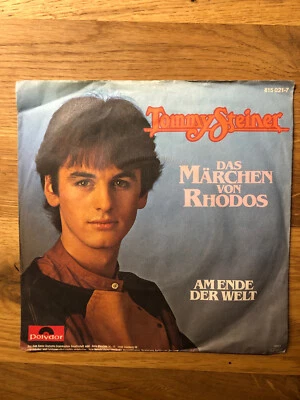 815 021-7
Tommy Steiner
DAS
MÄRCHEN
VON
RHODOS
AM ENDE
DER WELT
polydor